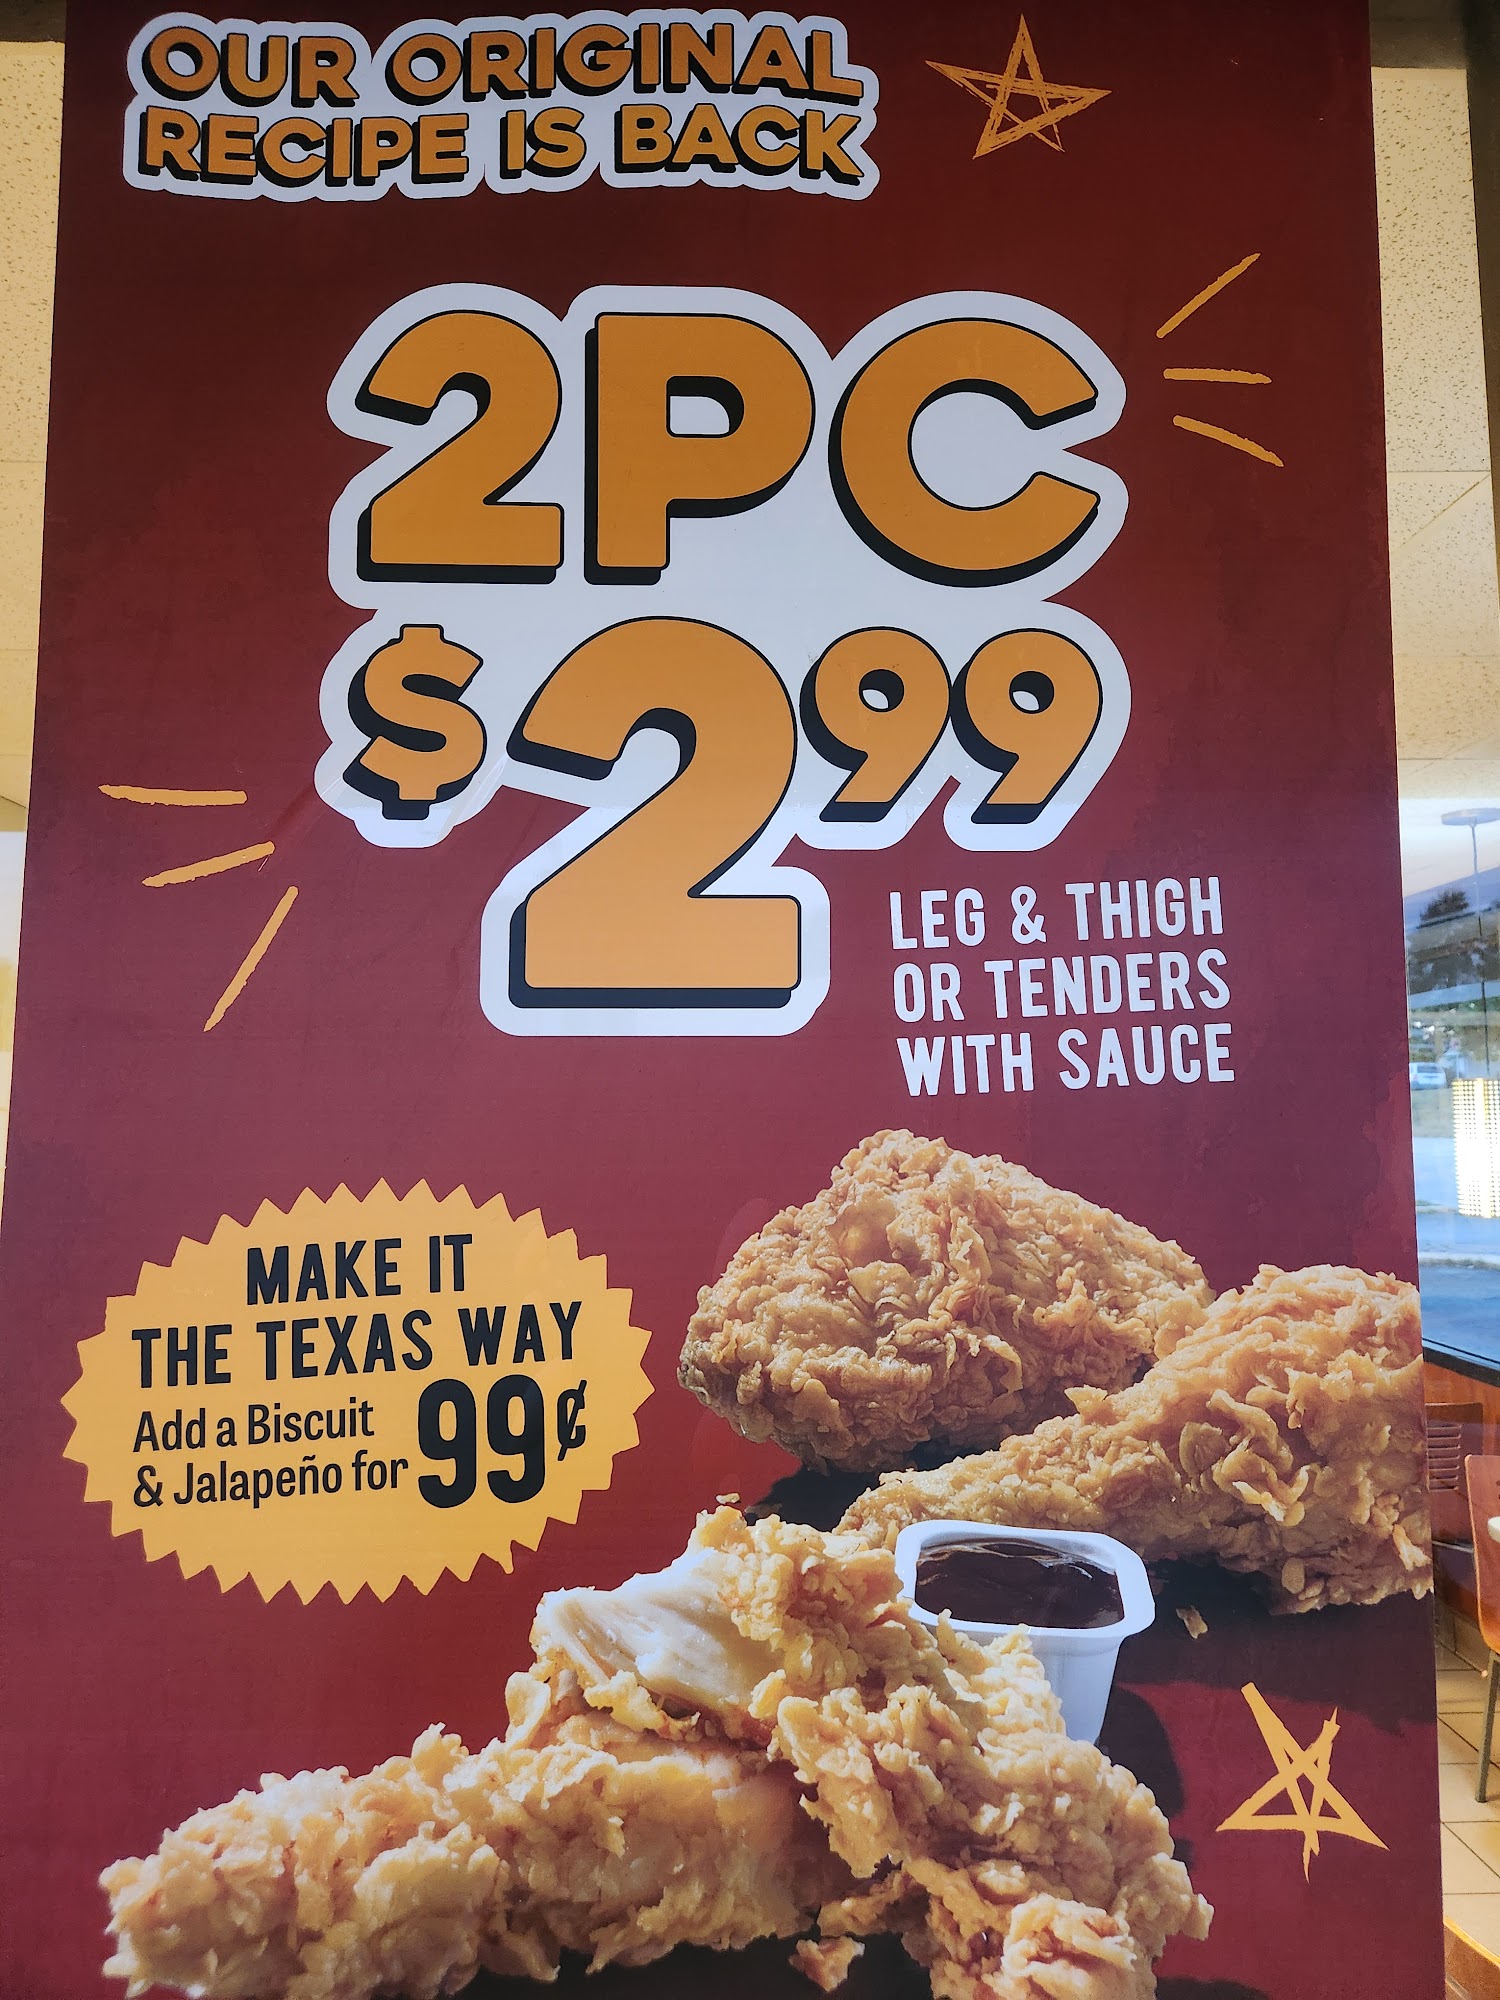 OUR ORIGINAL
RECIPE IS BACK
2PC
$2.99
LEG & THIGH
OR TENDERS
WITH SAUCE
MAKE IT
THE TEXAS WAY
Add a Biscuit
& Jalapeño for 99¢